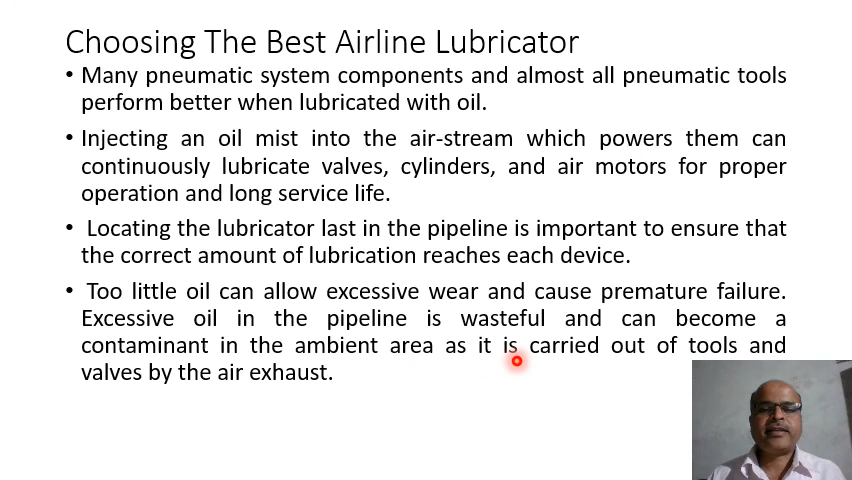 Choosing The Best Airline Lubricator
• Many pneumatic system components and almost all pneumatic tools
perform better when lubricated with oil.
• Injecting an oil mist into the air-stream which powers them can
continuously lubricate valves, cylinders, and air motors for proper
operation and long service life.
• Locating the lubricator last in the pipeline is important to ensure that
the correct amount of lubrication reaches each device.
• Too little oil can allow excessive wear and cause premature failure.
Excessive oil in the pipeline is wasteful and can become a
contaminant in the ambient area as it is carried out of tools and
valves by the air exhaust.